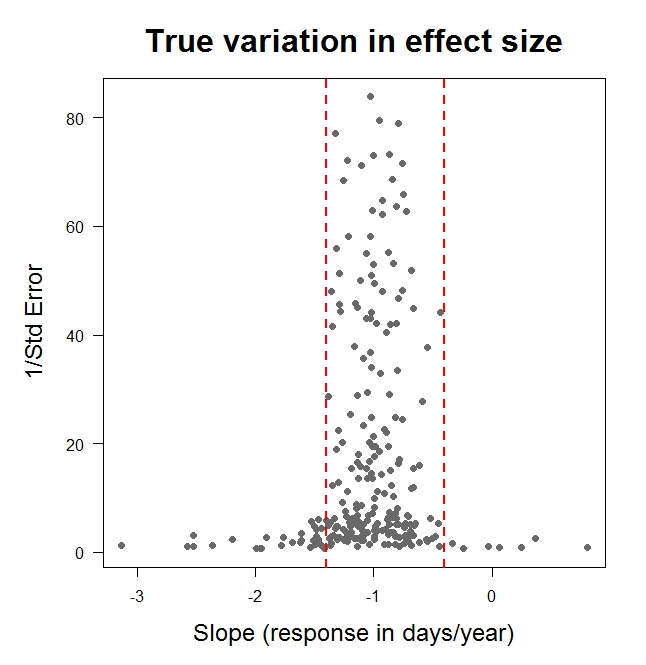 True variation in effect size
80
60
40
20
0
1/Std Error
-3 -2 -1 0
Slope (response in days/year)